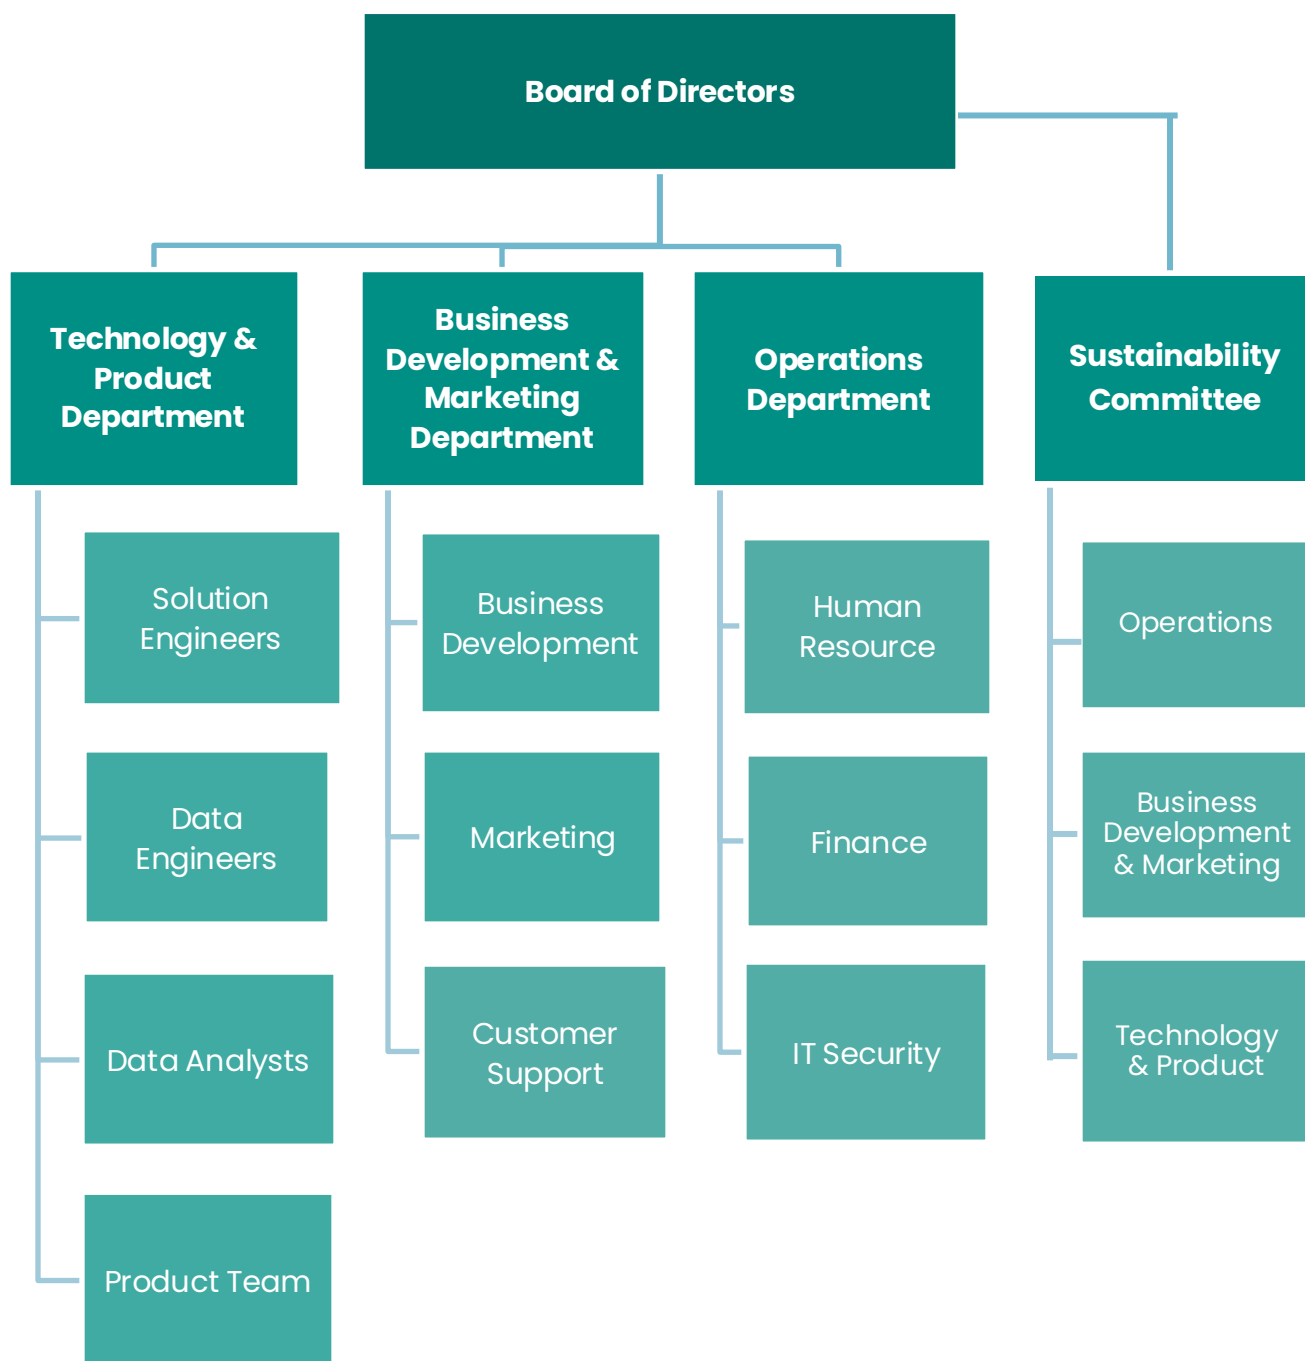 Board of Directors
Technology &
Product
Department
Business
Development &
Marketing
Department
Operations
Department
Sustainability
Committee
Solution
Engineers
Data
Engineers
Data Analysts
Product Team
Business
Development
Marketing
Customer
Support
Human
Resource
Finance
IT Security
Operations
Business
Development
& Marketing
Technology
& Product